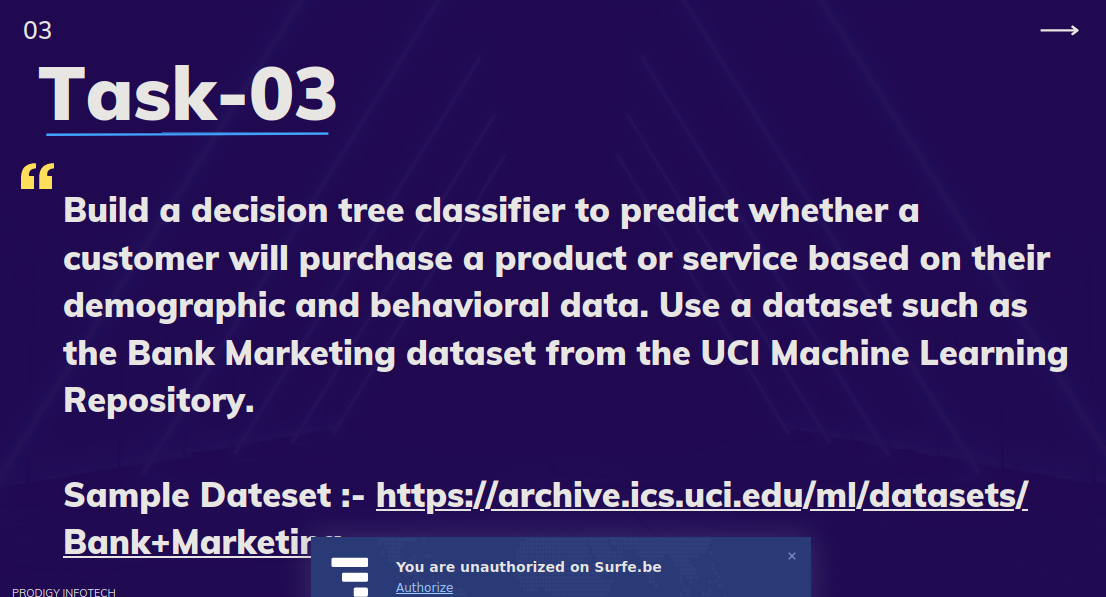 03
Task-03
“
Build a decision tree classifier to predict whether a
customer will purchase a product or service based on their
demographic and behavioral data. Use a dataset such as
the Bank Marketing dataset from the UCI Machine Learning
Repository.
Sample Dateset :- https://archive.ics.uci.edu/ml/datasets/
Bank+Marketing
You are unauthorized on Surfe.be
×
Authorize
PRODIGY INFOTECH